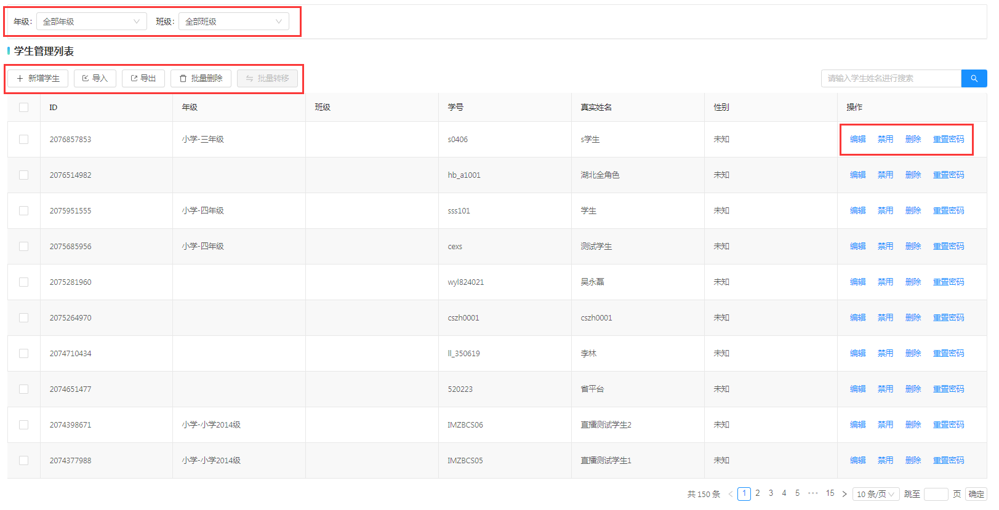 年级： 全部年级 班级： 全部班级
学生管理列表
新增学生 导入 导出 批量删除 批量转移 请输入学生姓名进行搜索
ID 年级 班级 学号 真实姓名 性别 操作
2076857853 小学-三年级 s0406 s学生 未知 编辑 禁用 删除 重置密码
2076514982 hb_a1001 湖北全角色 未知 编辑 禁用 删除 重置密码
2075951555 小学-四年级 sss101 学生 未知 编辑 禁用 删除 重置密码
2075685956 小学-四年级 cexs 测试学生 未知 编辑 禁用 删除 重置密码
2075281960 wyl824021 吴永磊 未知 编辑 禁用 删除 重置密码
2075264970 cszh0001 cszh0001 未知 编辑 禁用 删除 重置密码
2074710434 ll_350619 李林 未知 编辑 禁用 删除 重置密码
2074651477 520223 省平台 未知 编辑 禁用 删除 重置密码
2074398671 小学-小学2014级 IMZBCS06 直播测试学生2 未知 编辑 禁用 删除 重置密码
2074377988 小学-小学2014级 IMZBCS05 直播测试学生1 未知 编辑 禁用 删除 重置密码
共 150 条 < 1 2 3 4 5 ••• 15 > 10 条/页 跳至 页 确定